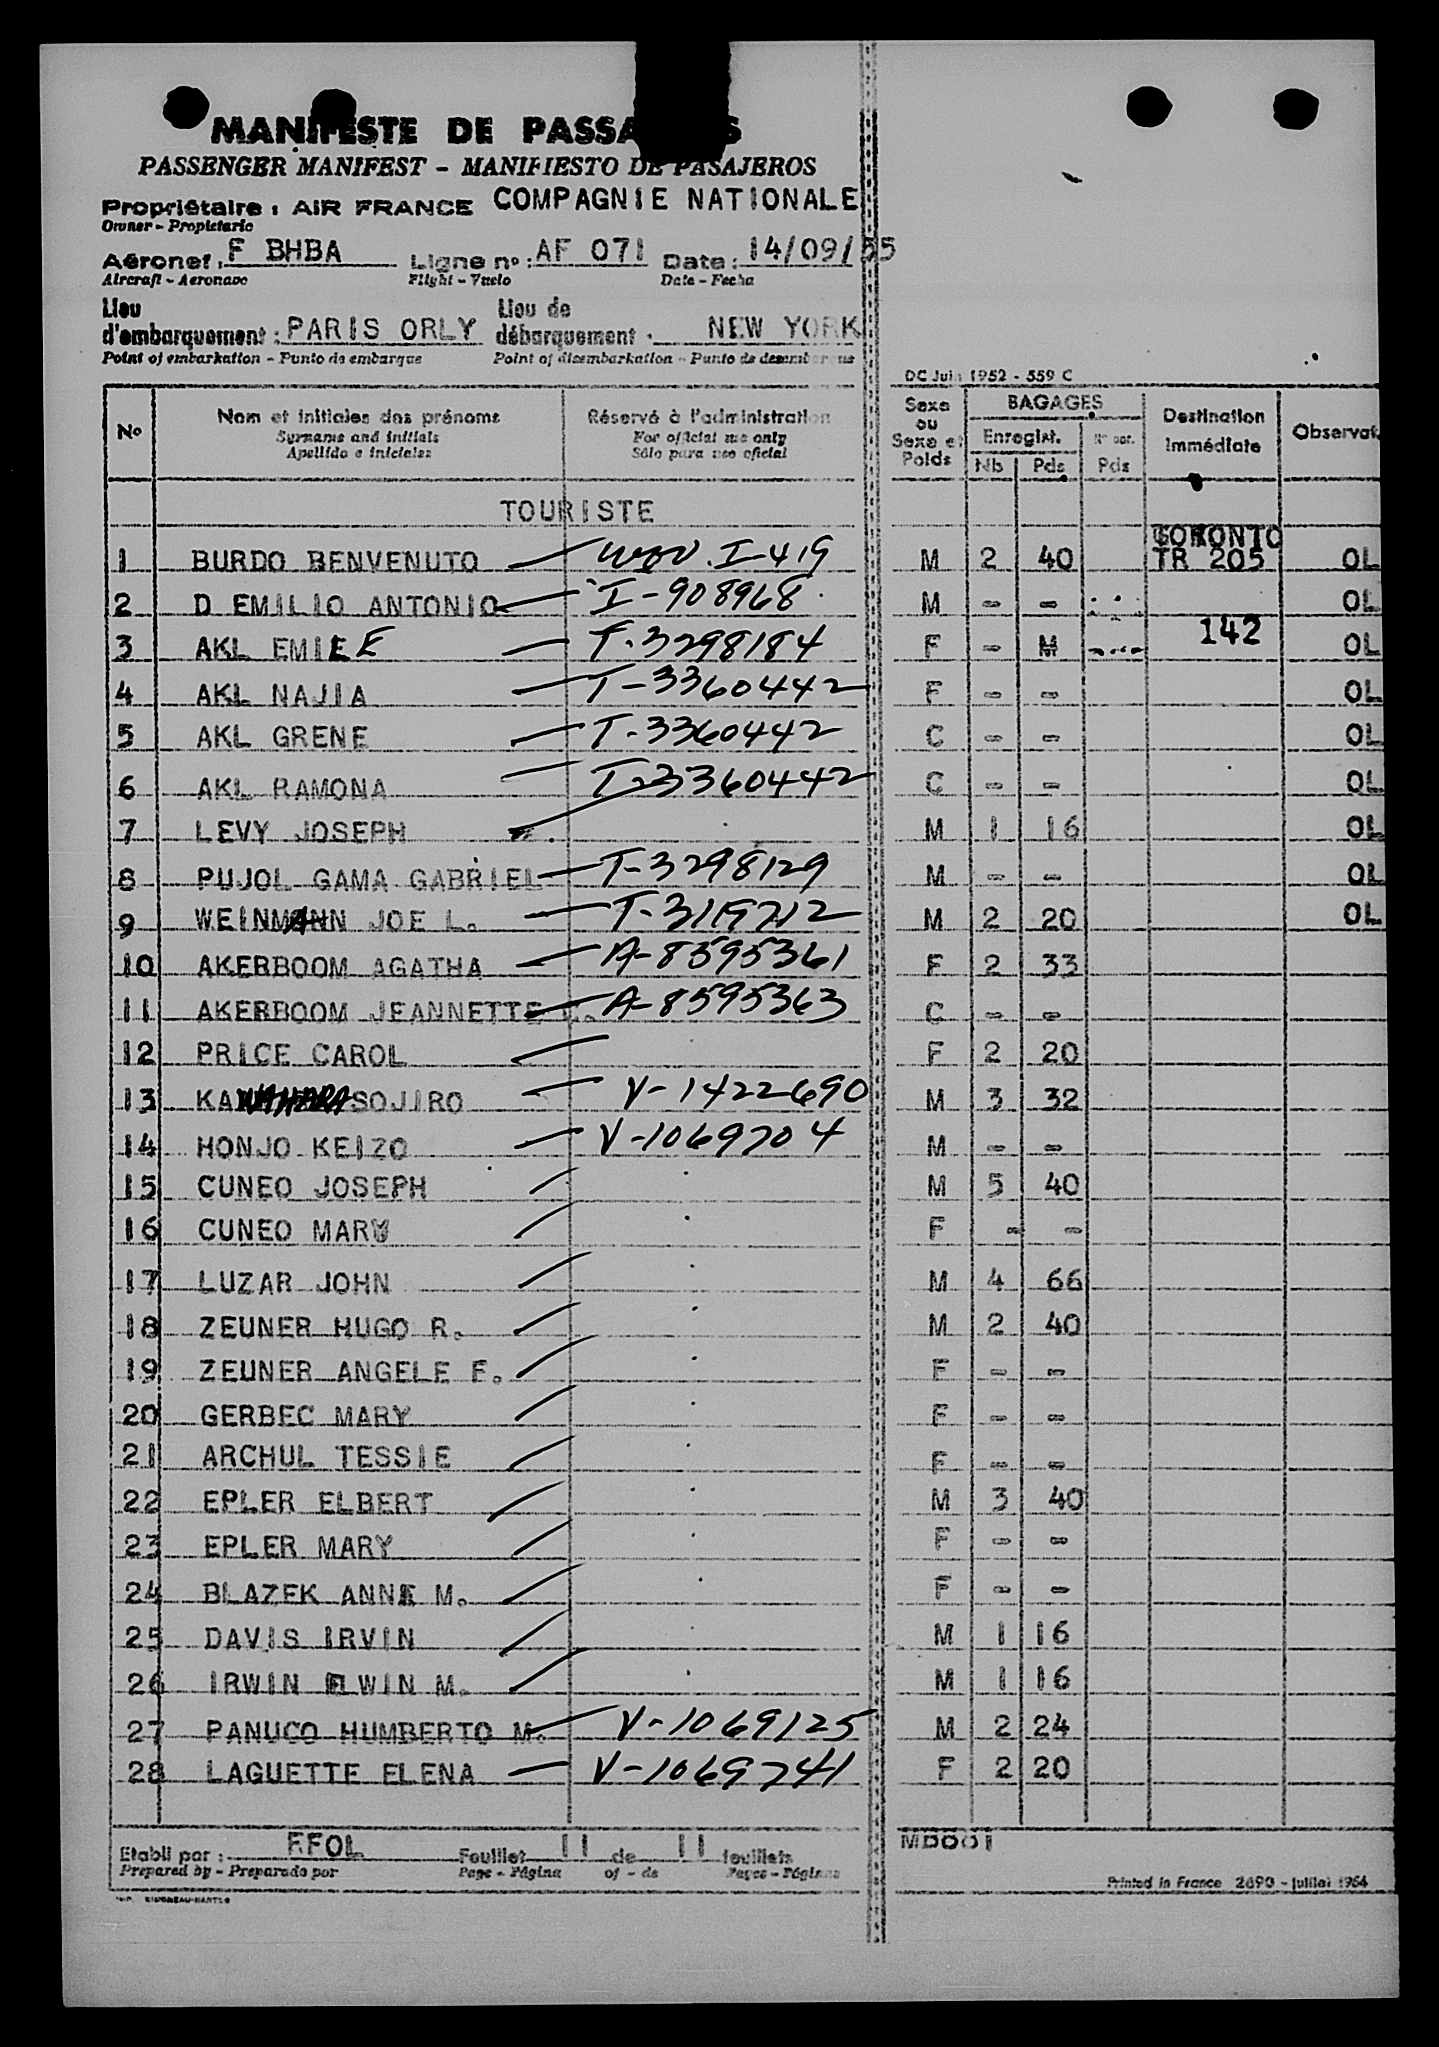 MANIFESTE DE PASSA S
PASSENGER MANIFEST - MANIFIESTO DE PASAJEROS
Propriétaire : AIR FRANCE COMPAGNIE NATIONALE
Owner - Propietario
Aéronef : F BHBA Ligne n° : AF 071 Date : 14/09/55
Aircraft - Aeronave Flight - Vuelo Date - Fecha
Lieu d'embarquement : PARIS ORLY Lieu de débarquement : NEW YORK
Point of embarkation - Punto de embarque Point of disembarkation - Punto de desembarque
DC Juin 1952 - 559 C
N° Nom et initiales des prénoms Réservé à l'administration Sexe ou Sexe et Poids BAGAGES Destination Immédiate Observat.
Surname and initials For official use only Enregist.
Apellido e iniciales Sólo para uso oficial Nb Pds Pds
TOURISTE
TORONTO
1 BURDO BENVENUTO I-419 M 2 40 TR 205 OL
2 D EMILIO ANTONIO I-908968 M - - OL
3 AKL EMIEE T-3298184 F - M 142 OL
4 AKL NAJIA T-3360442 F - - OL
5 AKL GRENE T-3360442 C - - OL
6 AKL RAMONA T-3360442 C - - OL
7 LEVY JOSEPH M 1 16 OL
8 PUJOL GAMA GABRIEL T-3298129 M - - OL
9 WEINMANN JOE L. T-3119212 M 2 20 OL
10 AKERBOOM AGATHA A-8595361 F 2 33
11 AKERBOOM JEANNETTE C. A-8595363 C - -
12 PRICE CAROL F 2 20
13 KAWAHARA SOJIRO V-1422690 M 3 32
14 HONJO KEIZO V-1069704 M - -
15 CUNEO JOSEPH M 5 40
16 CUNEO MARY F - -
17 LUZAR JOHN M 4 66
18 ZEUNER HUGO R. M 2 40
19 ZEUNER ANGELE F. F - -
20 GERBEC MARY F - -
21 ARCHUL TESSIE F - -
22 EPLER ELBERT M 3 40
23 EPLER MARY F - -
24 BLAZEK ANNE M. F - -
25 DAVIS IRVIN M 1 16
26 IRWIN ELWIN M. M 1 16
27 PANUCO HUMBERTO M. V-1069125 M 2 24
28 LAGUETTE ELENA V-1069741 F 2 20
Etabli par : EFOL Feuillet 11 de 11 feuillets MD001
Prepared by - Preparado por Page - Página of - de Pages - Páginas
Printed in France 2690 - Juillet 1954